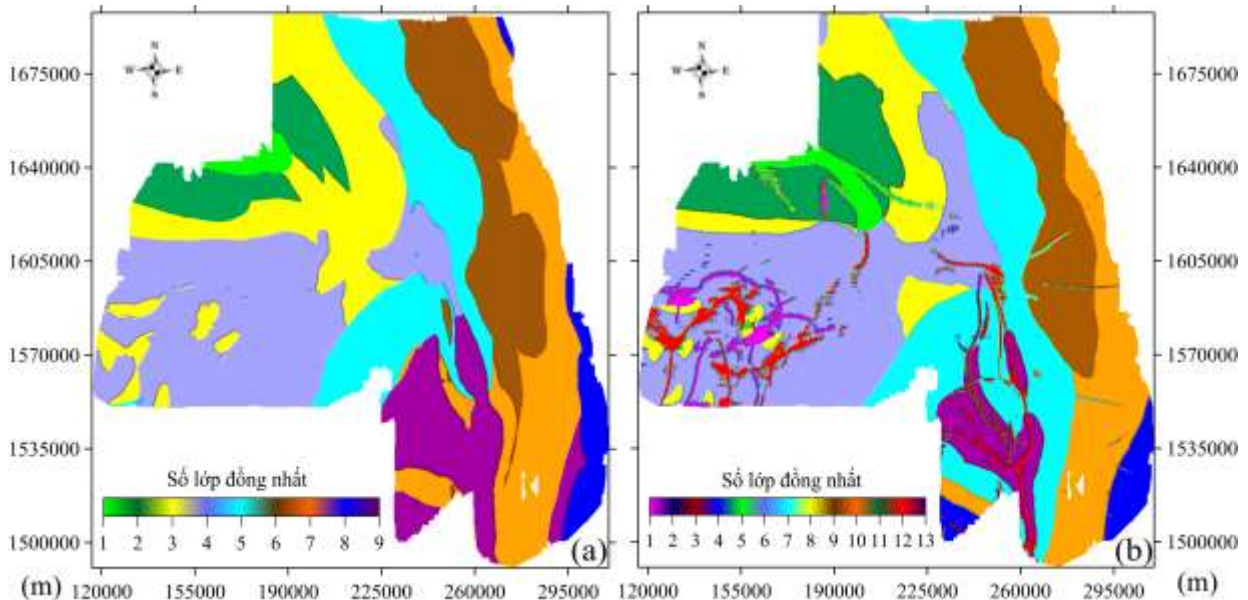 1675000
1640000
1605000
1570000
1535000
1500000
N
W E
N
Số lớp đồng nhất
1 2 3 4 5 6 7 8 9
(a)
(m)
120000 155000 190000 225000 260000 295000
N
W E
N
Số lớp đồng nhất
1 2 3 4 5 6 7 8 9 10 11 12 13
(b)
120000 155000 190000 225000 260000 295000
(m)
1675000
1640000
1605000
1570000
1535000
1500000